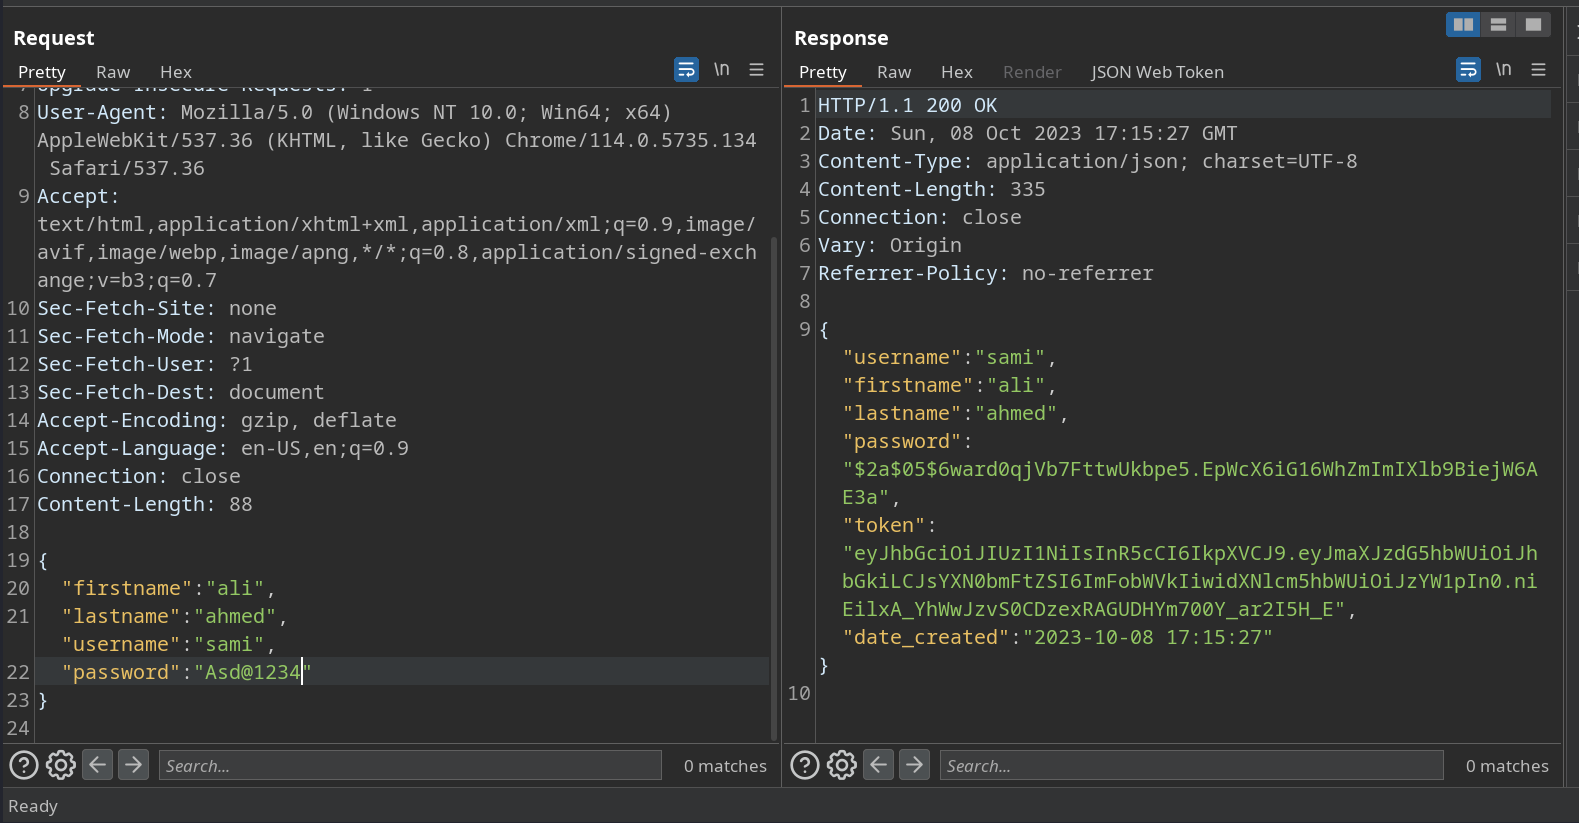 Request
Pretty Raw Hex \n
7 Upgrade-Insecure-Requests: 1
8 User-Agent: Mozilla/5.0 (Windows NT 10.0; Win64; x64)
AppleWebKit/537.36 (KHTML, like Gecko) Chrome/114.0.5735.134
Safari/537.36
9 Accept:
text/html,application/xhtml+xml,application/xml;q=0.9,image/
avif,image/webp,image/apng,*/*;q=0.8,application/signed-exch
ange;v=b3;q=0.7
10 Sec-Fetch-Site: none
11 Sec-Fetch-Mode: navigate
12 Sec-Fetch-User: ?1
13 Sec-Fetch-Dest: document
14 Accept-Encoding: gzip, deflate
15 Accept-Language: en-US,en;q=0.9
16 Connection: close
17 Content-Length: 88
18
19 {
20 "firstname":"ali",
21 "lastname":"ahmed",
"username":"sami",
22 "password":"Asd@1234"
23 }
24
Search...
0 matches
Response
Pretty Raw Hex Render JSON Web Token \n
1 HTTP/1.1 200 OK
2 Date: Sun, 08 Oct 2023 17:15:27 GMT
3 Content-Type: application/json; charset=UTF-8
4 Content-Length: 335
5 Connection: close
6 Vary: Origin
7 Referrer-Policy: no-referrer
8
9 {
"username":"sami",
"firstname":"ali",
"lastname":"ahmed",
"password":
"$2a$05$6ward0qjVb7FttwUkbpe5.EpWcX6iG16WhZmImIXlb9BiejW6A
E3a",
"token":
"eyJhbGciOiJIUzI1NiIsInR5cCI6IkpXVCJ9.eyJmaXJzdG5hbWUiOiJh
bGkiLCJsYXN0bmFtZSI6ImFobWVkIiwidXNlcm5hbWUiOiJzYW1pIn0.ni
EilxA_YhWwJzvS0CDzexRAGUDHYm700Y_ar2I5H_E",
"date_created":"2023-10-08 17:15:27"
}
10
Search...
0 matches
Ready